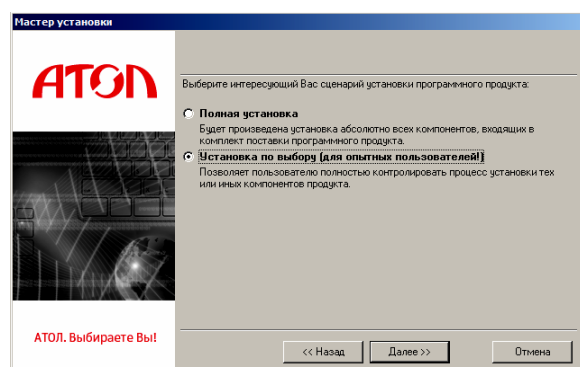 Мастер установки
АТОЛ
Выберите интересующий Вас сценарий установки программного продукта:
Полная установка
Будет произведена установка абсолютно всех компонентов, входящих в
комплект поставки программного продукта.
Установка по выбору (для опытных пользователей!)
Позволяет пользователю полностью контролировать процесс установки тех
или иных компонентов продукта.
АТОЛ. Выбираете Вы!
<< Назад
Далее >>
Отмена